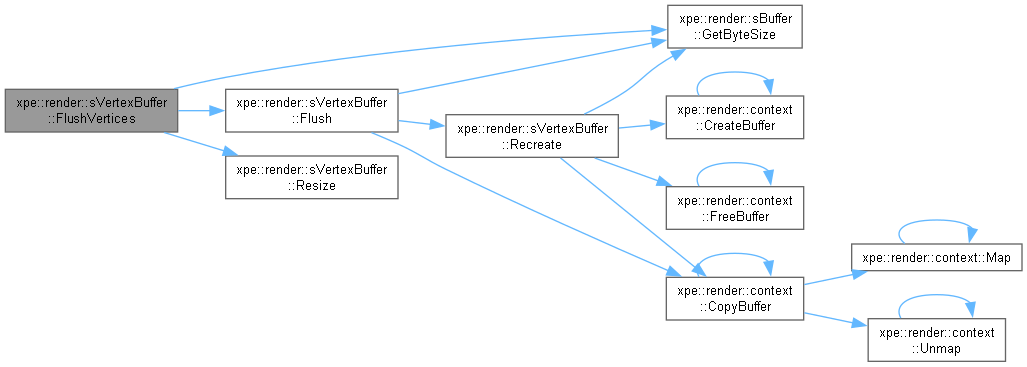 xpe::render::sVertexBuffer
::FlushVertices
xpe::render::sVertexBuffer
::Flush
xpe::render::sVertexBuffer
::Resize
xpe::render::sVertexBuffer
::Recreate
xpe::render::sBuffer
::GetByteSize
xpe::render::context
::CreateBuffer
xpe::render::context
::FreeBuffer
xpe::render::context
::CopyBuffer
xpe::render::context::Map
xpe::render::context
::Unmap